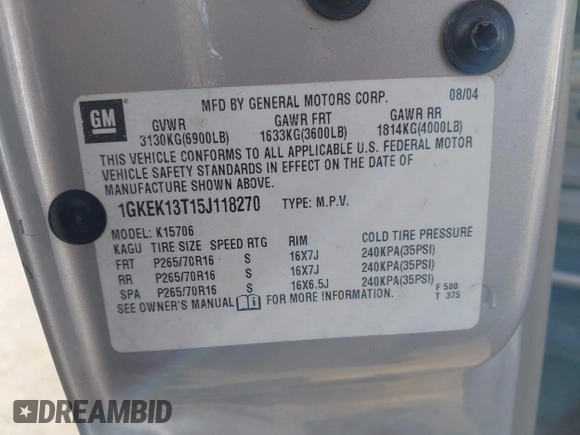 GM
MFD BY GENERAL MOTORS CORP. 08/04
GVWR GAWR FRT GAWR RR
3130KG(6900LB) 1633KG(3600LB) 1814KG(4000LB)
THIS VEHICLE CONFORMS TO ALL APPLICABLE U.S. FEDERAL MOTOR
VEHICLE SAFETY STANDARDS IN EFFECT ON THE DATE OF
MANUFACTURE SHOWN ABOVE.
1GKEK13T15J118270 TYPE: M.P.V.
MODEL: K15706
KAGU TIRE SIZE SPEED RTG RIM COLD TIRE PRESSURE
FRT P265/70R16 S 16X7J 240KPA(35PSI)
RR P265/70R16 S 16X7J 240KPA(35PSI)
SPA P265/70R16 S 16X6.5J 240KPA(35PSI)
SEE OWNER'S MANUAL FOR MORE INFORMATION.
F 580
T 375
DREAMBID